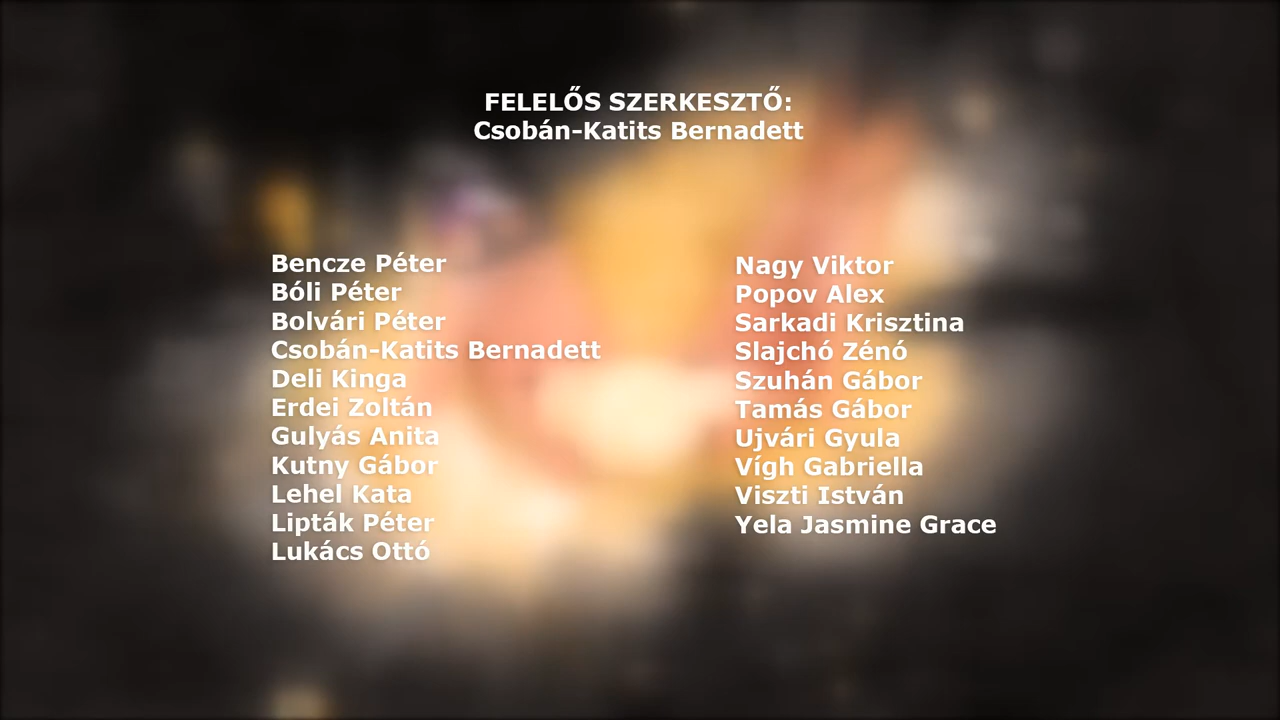 FELELŐS SZERKESZTŐ:
Csobán-Katits Bernadett
Bencze Péter
Bóli Péter
Bolvári Péter
Csobán-Katits Bernadett
Deli Kinga
Erdei Zoltán
Gulyás Anita
Kutny Gábor
Lehel Kata
Lipták Péter
Lukács Ottó
Nagy Viktor
Popov Alex
Sarkadi Krisztina
Slajchó Zénó
Szuhán Gábor
Tamás Gábor
Ujvári Gyula
Vígh Gabriella
Viszti István
Yela Jasmine Grace